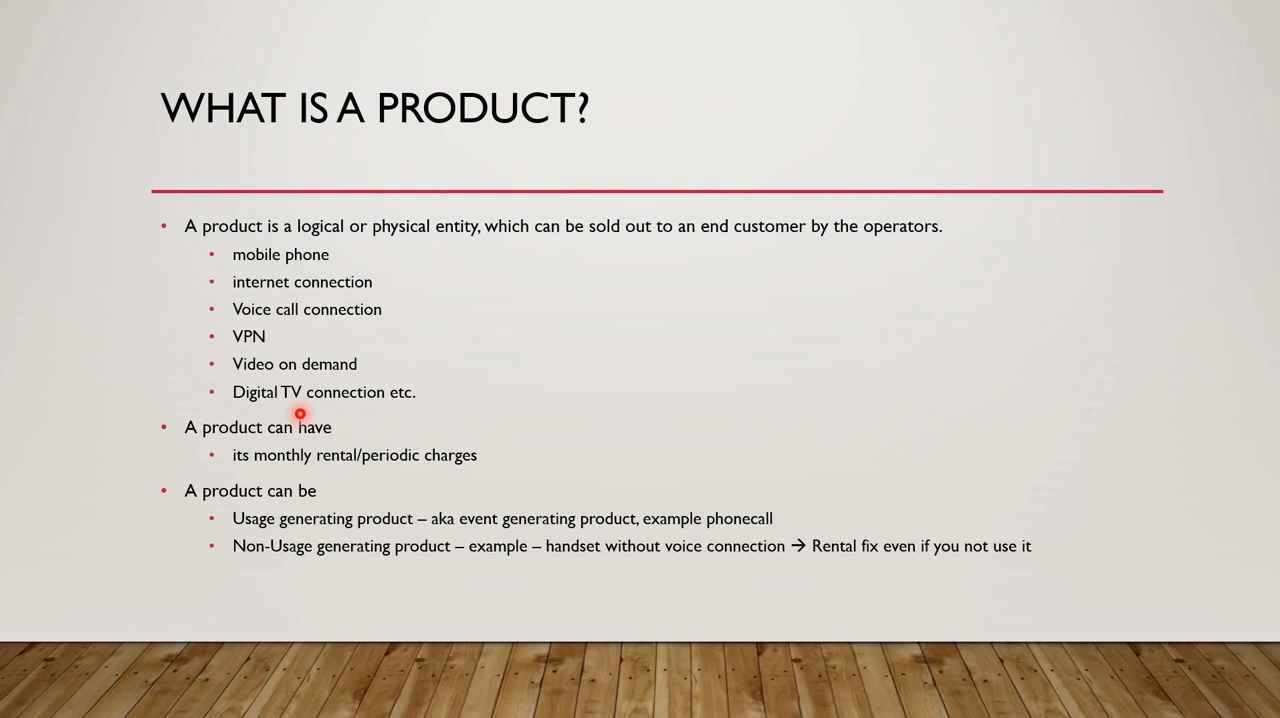 WHAT IS A PRODUCT?
• A product is a logical or physical entity, which can be sold out to an end customer by the operators.
• mobile phone
• internet connection
• Voice call connection
• VPN
• Video on demand
• Digital TV connection etc.
• A product can have
• its monthly rental/periodic charges
• A product can be
• Usage generating product – aka event generating product, example phonecall
• Non-Usage generating product – example – handset without voice connection → Rental fix even if you not use it